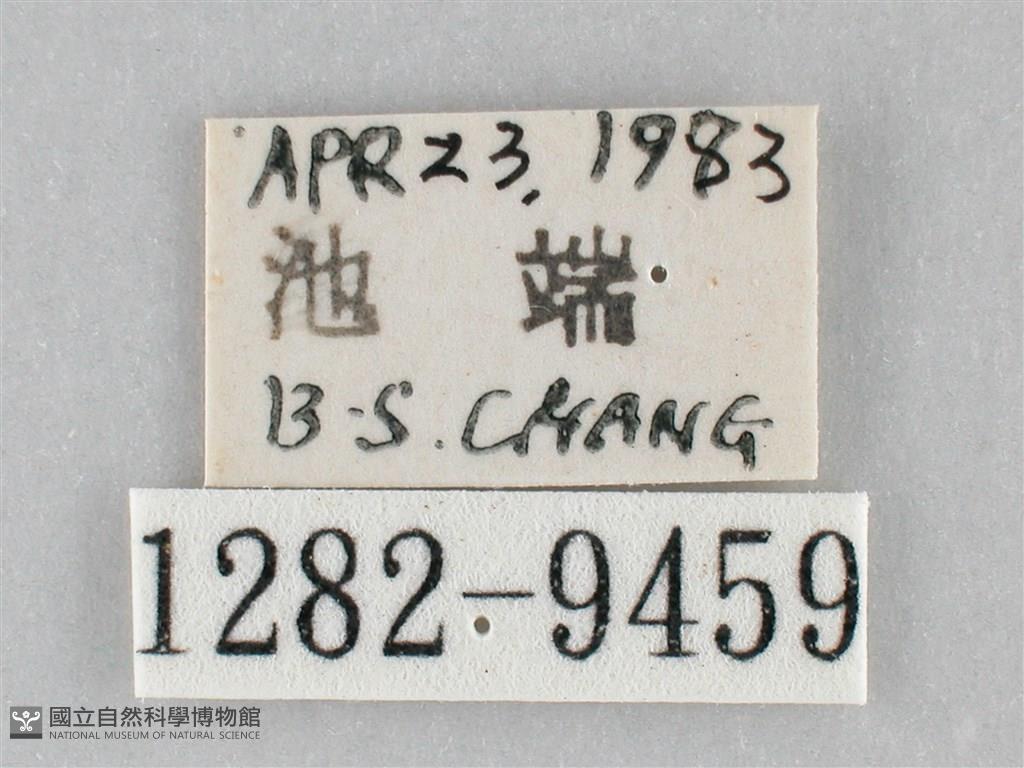 APR 23, 1983
池 端
B.S. CHANG
1282-9459
國立自然科學博物館
NATIONAL MUSEUM OF NATURAL SCIENCE